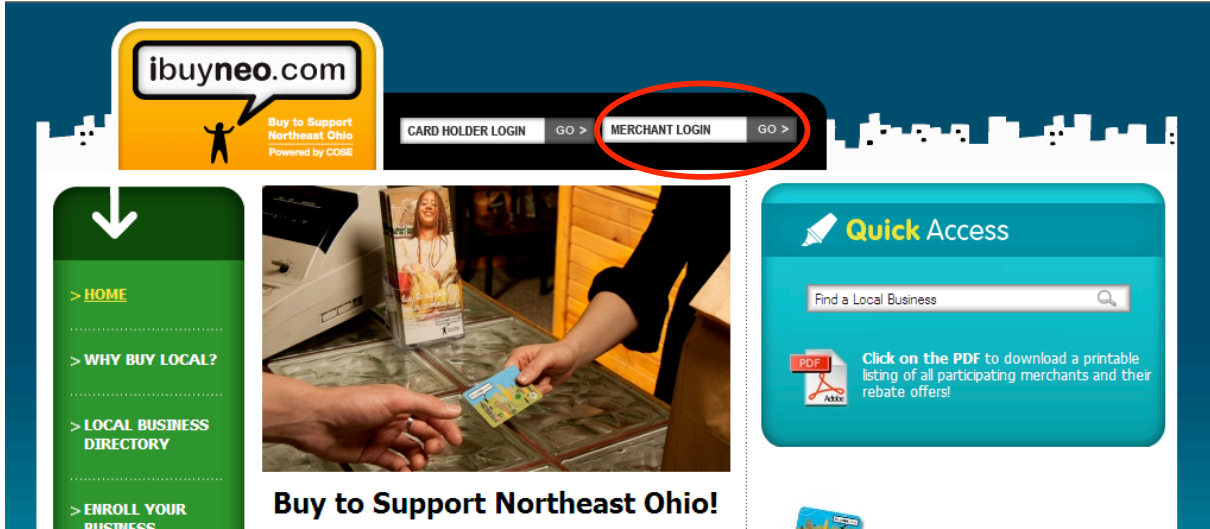 ibuyneo.com
Buy to Support
Northeast Ohio
Powered by COSE
CARD HOLDER LOGIN GO >
MERCHANT LOGIN GO >
> HOME
> WHY BUY LOCAL?
> LOCAL BUSINESS
DIRECTORY
> ENROLL YOUR
BUSINESS
Buy to Support Northeast Ohio!
Quick Access
Find a Local Business
PDF
Adobe
Click on the PDF to download a printable
listing of all participating merchants and their
rebate offers!